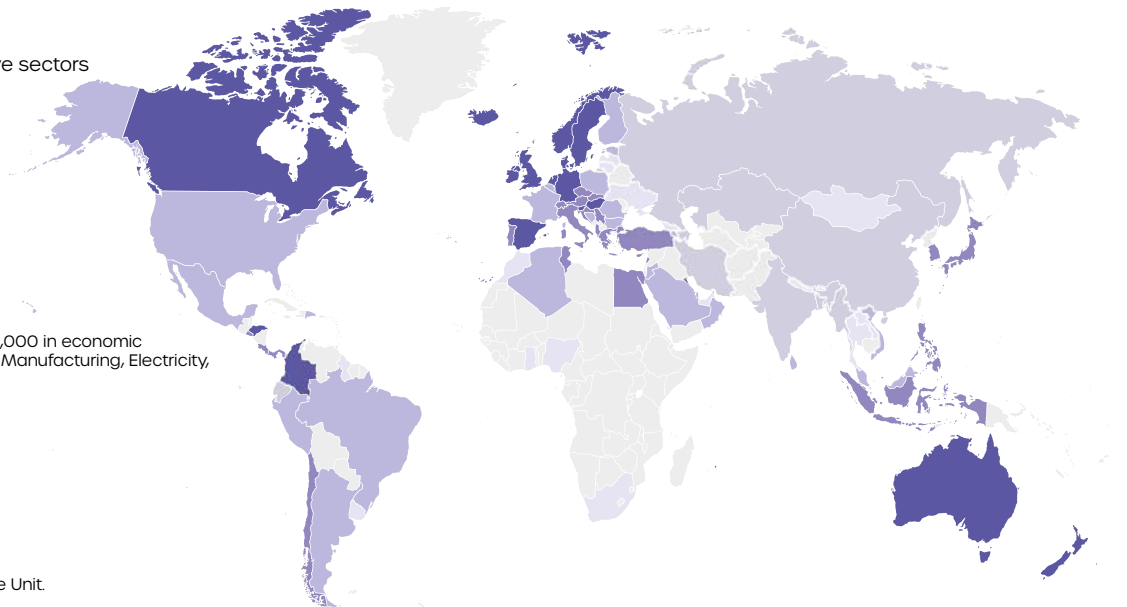 e sectors
,000 in economic
Manufacturing, Electricity,
e Unit.